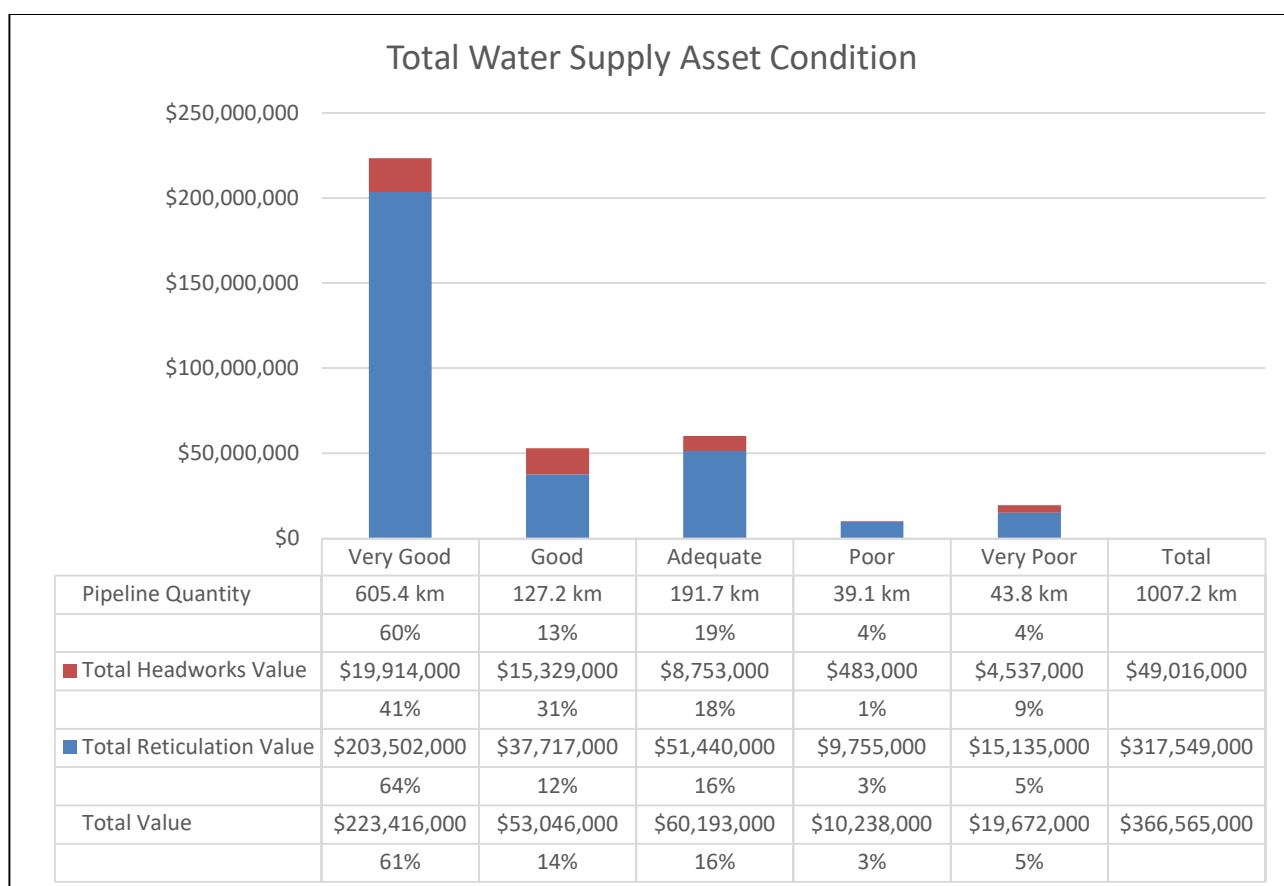 Total Water Supply Asset Condition
$250,000,000
$200,000,000
$150,000,000
$100,000,000
$50,000,000
$0
Very Good Good Adequate Poor Very Poor Total
Pipeline Quantity 605.4 km 127.2 km 191.7 km 39.1 km 43.8 km 1007.2 km
60% 13% 19% 4% 4%
Total Headworks Value $19,914,000 $15,329,000 $8,753,000 $483,000 $4,537,000 $49,016,000
41% 31% 18% 1% 9%
Total Reticulation Value $203,502,000 $37,717,000 $51,440,000 $9,755,000 $15,135,000 $317,549,000
64% 12% 16% 3% 5%
Total Value $223,416,000 $53,046,000 $60,193,000 $10,238,000 $19,672,000 $366,565,000
61% 14% 16% 3% 5%